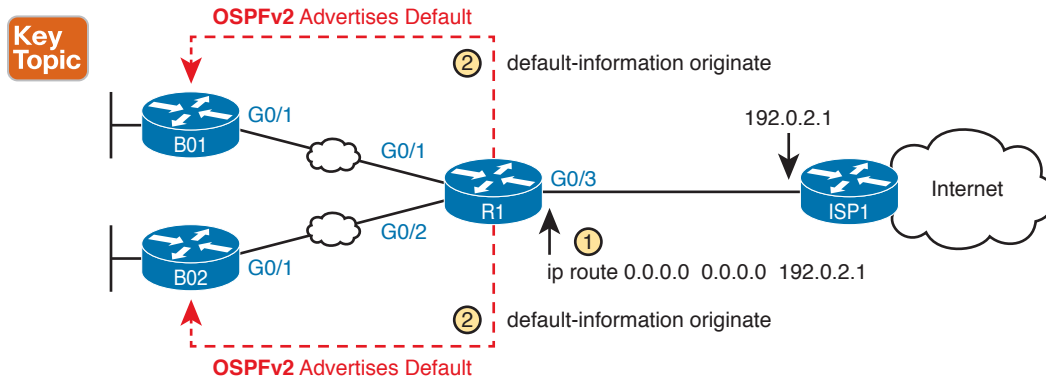 OSPFv2 Advertises Default
Key
Topic
2 default-information originate
B01
G0/1
G0/1
192.0.2.1
R1
G0/3
ISP1
Internet
G0/2
B02
G0/1
1
ip route 0.0.0.0 0.0.0.0 192.0.2.1
2 default-information originate
OSPFv2 Advertises Default